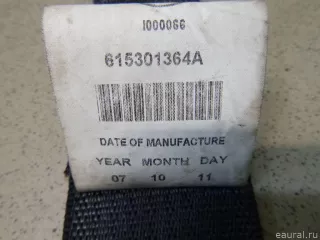 I000066
615301364A
DATE OF MANUFACTURE
YEAR MONTH DAY
07 10 11
eaural.ru